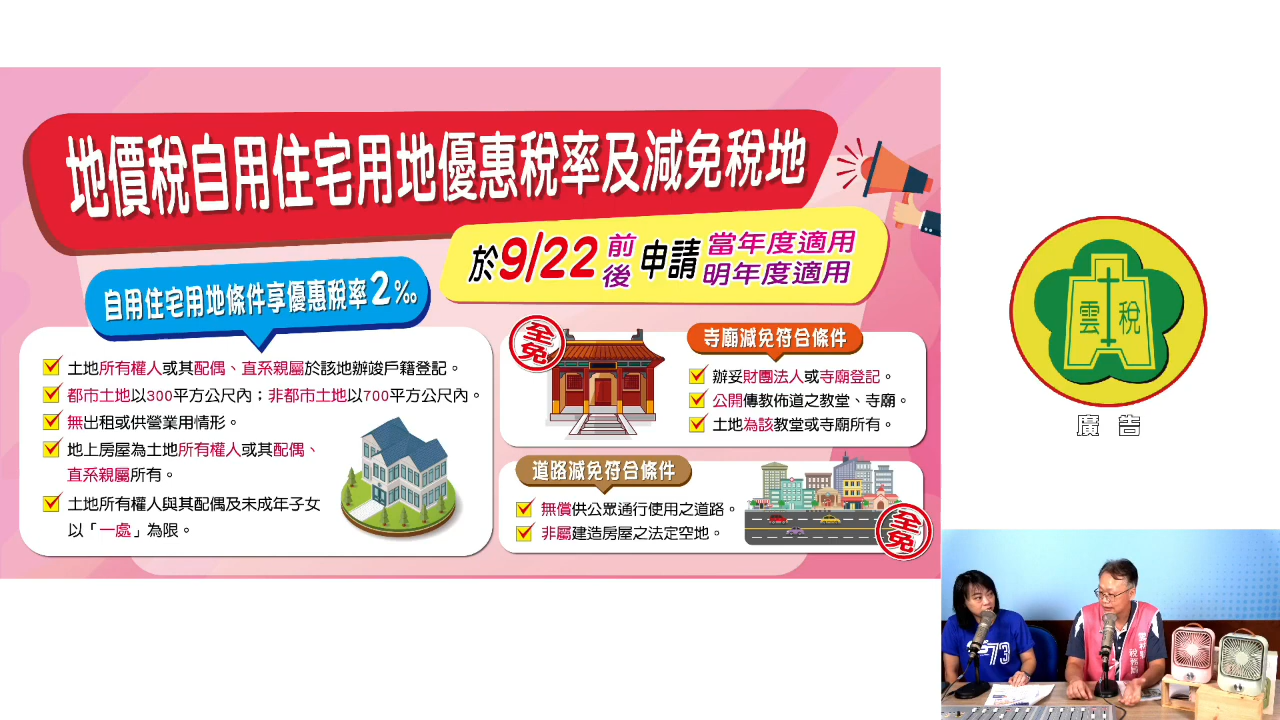 地價稅自用住宅用地優惠稅率及減免稅地
於9/22前後申請當年度適用明年度適用
自用住宅用地條件享優惠稅率2‰
土地所有權人或其配偶、直系親屬於該地辦竣戶籍登記。
都市土地以300平方公尺內；非都市土地以700平方公尺內。
無出租或供營業用情形。
地上房屋為土地所有權人或其配偶、
直系親屬所有。
土地所有權人與其配偶及未成年子女
以「一處」為限。
全免
寺廟減免符合條件
辦妥財團法人或寺廟登記。
公開傳教佈道之教堂、寺廟。
土地為該教堂或寺廟所有。
道路減免符合條件
無償供公眾通行使用之道路。
非屬建造房屋之法定空地。
全免
雲稅
廣告
73